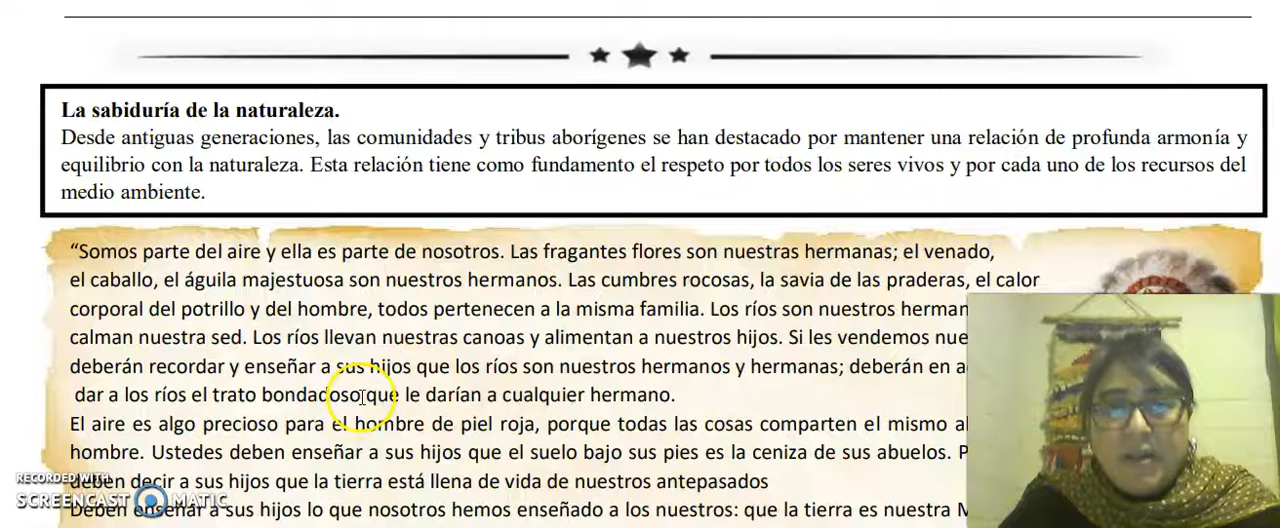 La sabiduría de la naturaleza.
Desde antiguas generaciones, las comunidades y tribus aborígenes se han destacado por mantener una relación de profunda armonía y
equilibrio con la naturaleza. Esta relación tiene como fundamento el respeto por todos los seres vivos y por cada uno de los recursos del
medio ambiente.
“Somos parte del aire y ella es parte de nosotros. Las fragantes flores son nuestras hermanas; el venado,
el caballo, el águila majestuosa son nuestros hermanos. Las cumbres rocosas, la savia de las praderas, el calor
corporal del potrillo y del hombre, todos pertenecen a la misma familia. Los ríos son nuestros
calman nuestra sed. Los ríos llevan nuestras canoas y alimentan a nuestros hijos. Si les vendemos
deberán recordar y enseñar a sus hijos que los ríos son nuestros hermanos y hermanas; deberán en
dar a los ríos el trato bondadoso que le darían a cualquier hermano.
El aire es algo precioso para el hombre de piel roja, porque todas las cosas comparten el mismo
hombre. Ustedes deben enseñar a sus hijos que el suelo bajo sus pies es la ceniza de sus abuelos.
deben decir a sus hijos que la tierra está llena de vida de nuestros antepasados
Deben enseñar a sus hijos lo que nosotros hemos enseñado a los nuestros: que la tierra es nuestra
RECORDED WITH
SCREENCAST MATIC